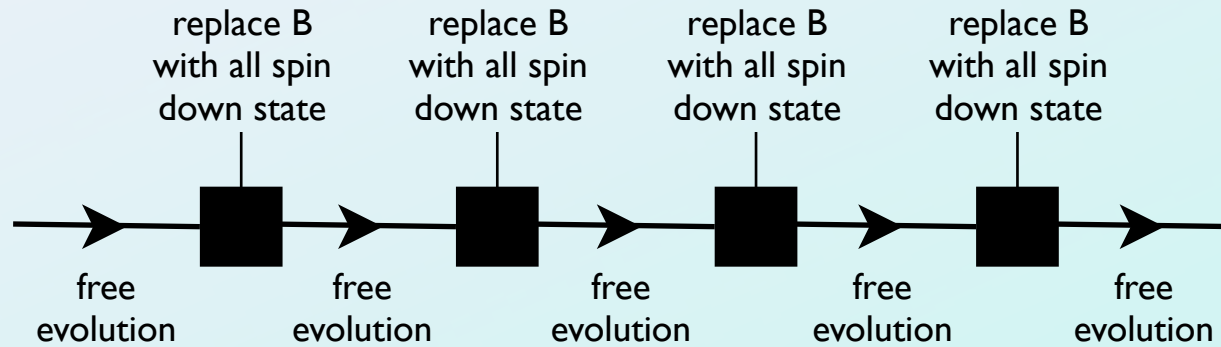 replace B
with all spin
down state
replace B
with all spin
down state
replace B
with all spin
down state
replace B
with all spin
down state
free
evolution
free
evolution
free
evolution
free
evolution
free
evolution